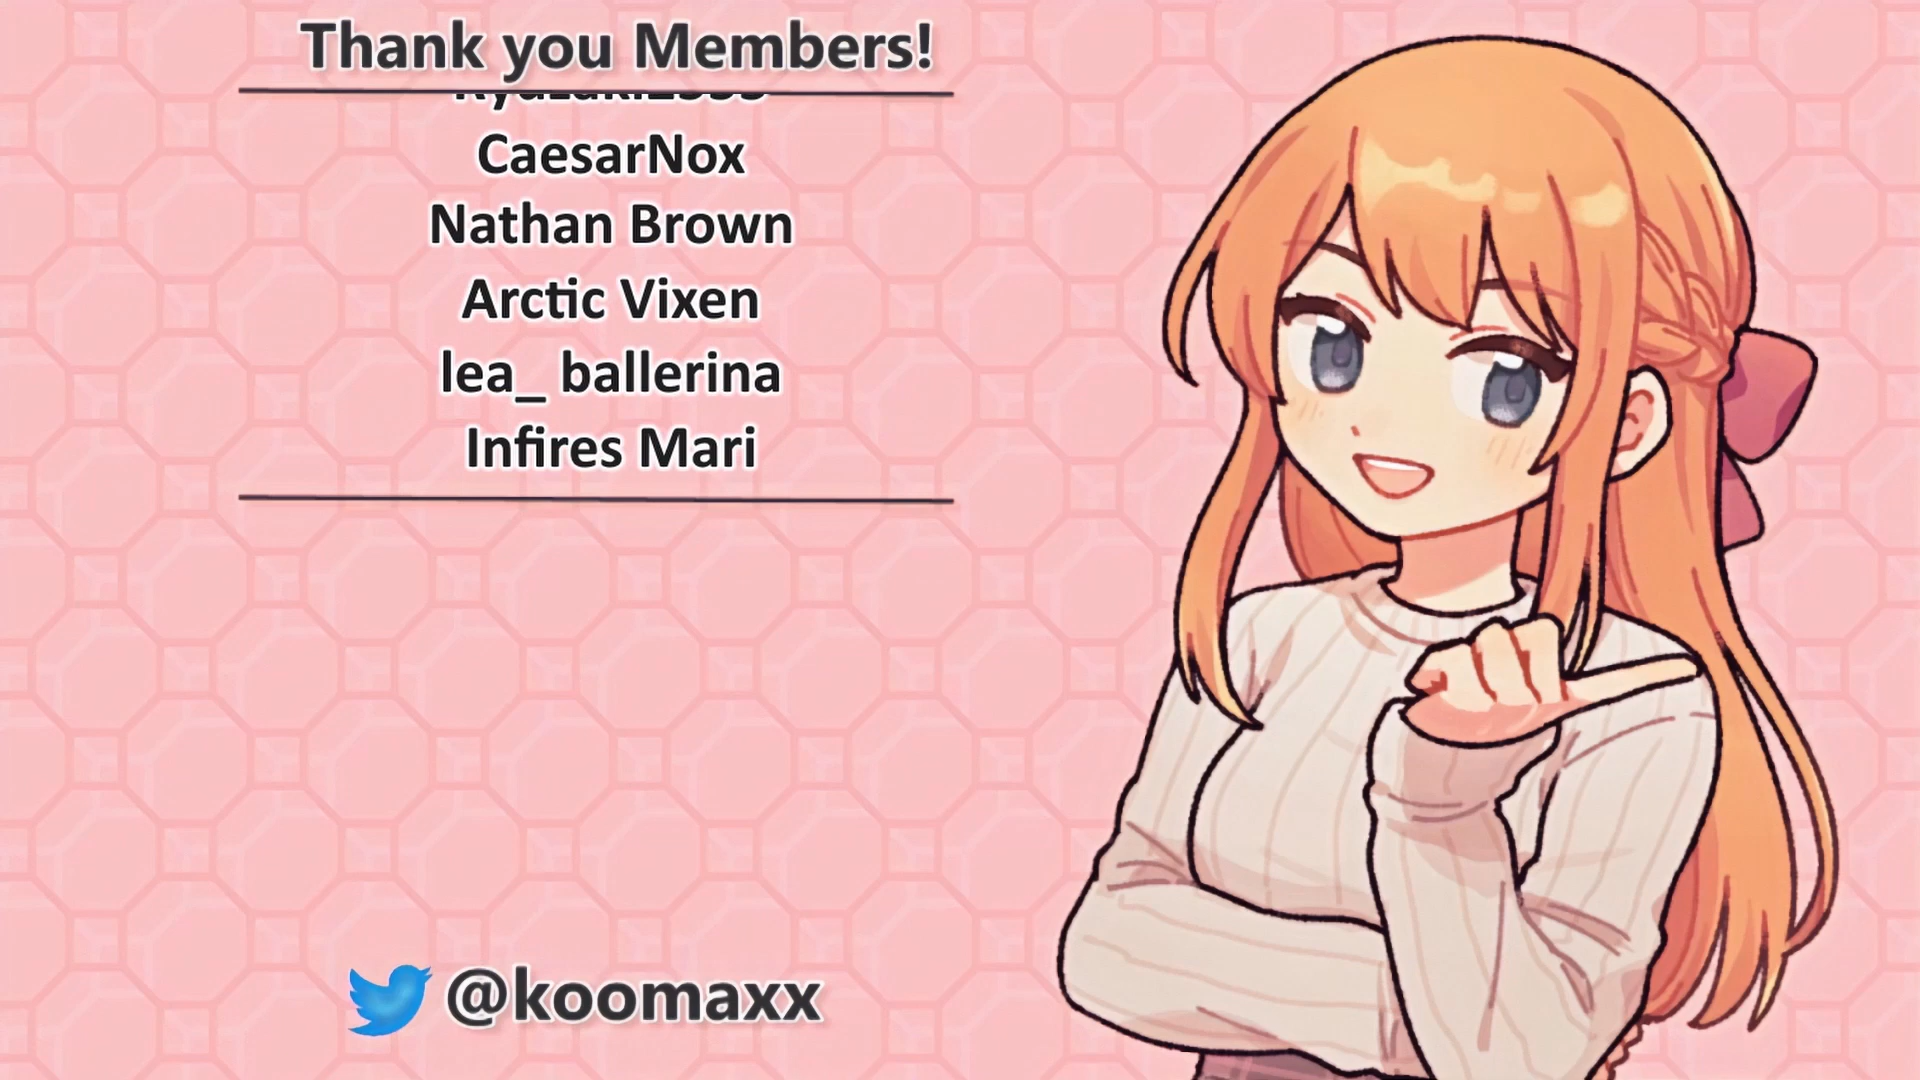 Thank you Members!
CaesarNox
Nathan Brown
Arctic Vixen
lea_ ballerina
Infires Mari
@koomaxx